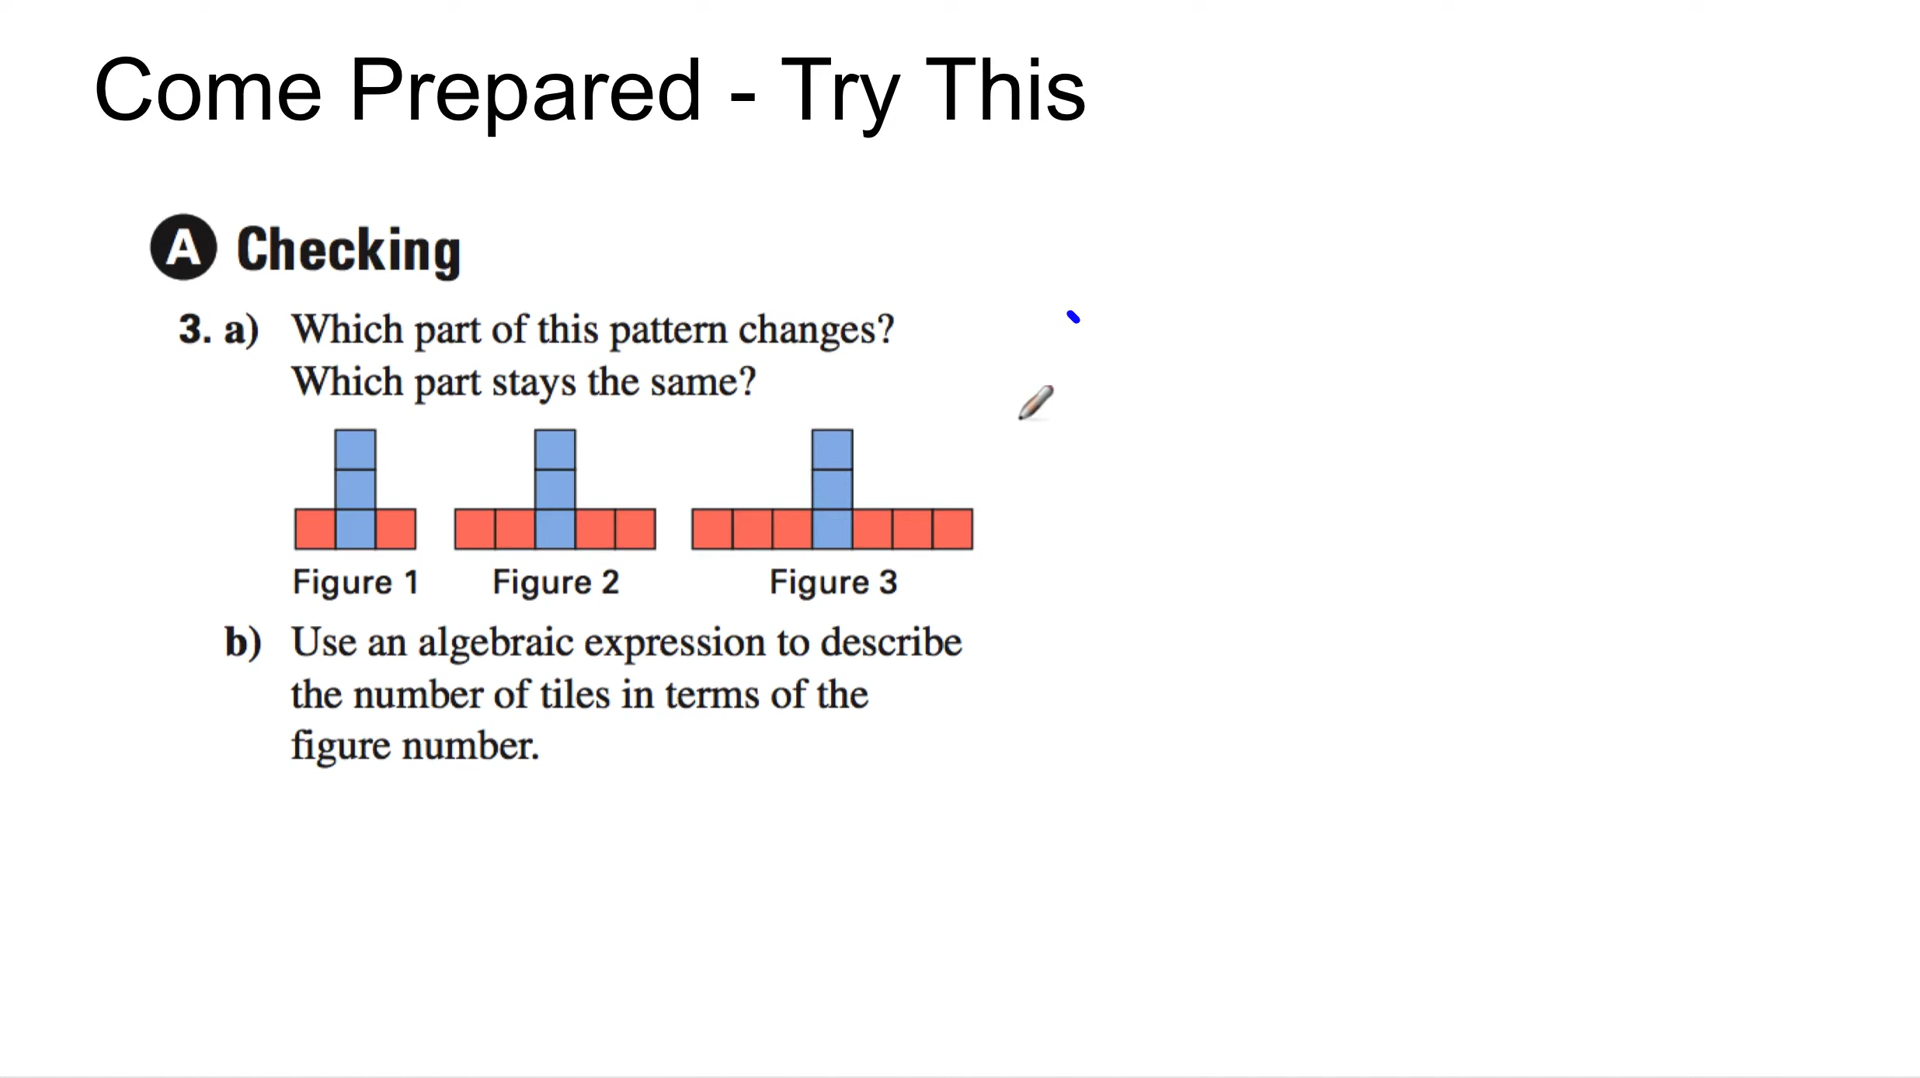 Come Prepared - Try This
A Checking
3. a) Which part of this pattern changes?
Which part stays the same?
Figure 1 Figure 2 Figure 3
b) Use an algebraic expression to describe
the number of tiles in terms of the
figure number.